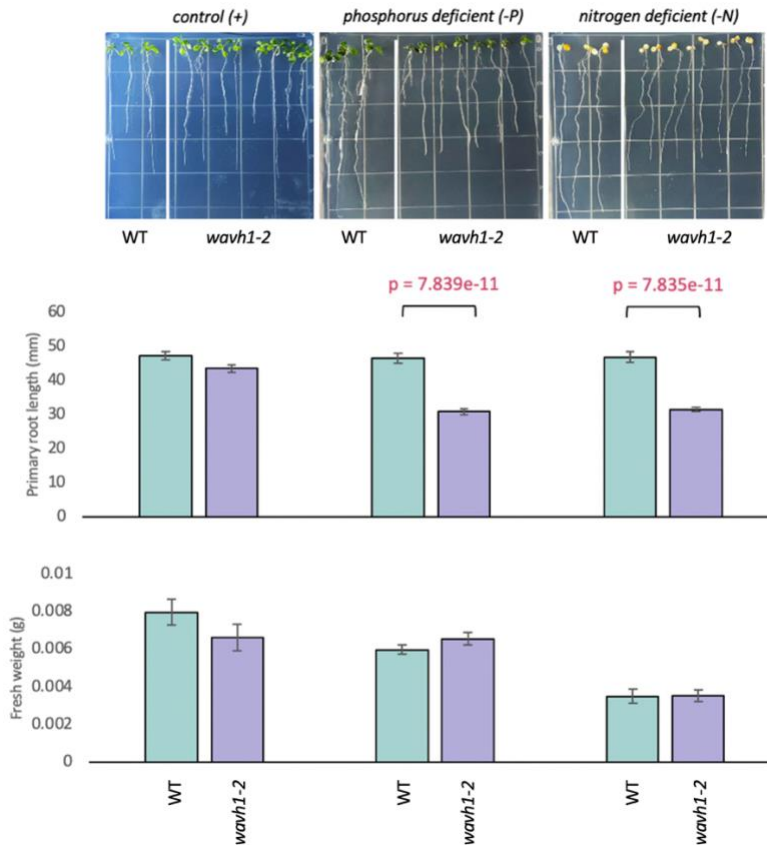 control (+) phosphorus deficient (-P) nitrogen deficient (-N)
WT wavh1-2 WT wavh1-2 WT wavh1-2
p = 7.839e-11 p = 7.835e-11
Primary root length (mm)
60
50
40
30
20
10
0
Fresh weight (g)
0.01
0.008
0.006
0.004
0.002
0
WT wavh1-2 WT wavh1-2 WT wavh1-2